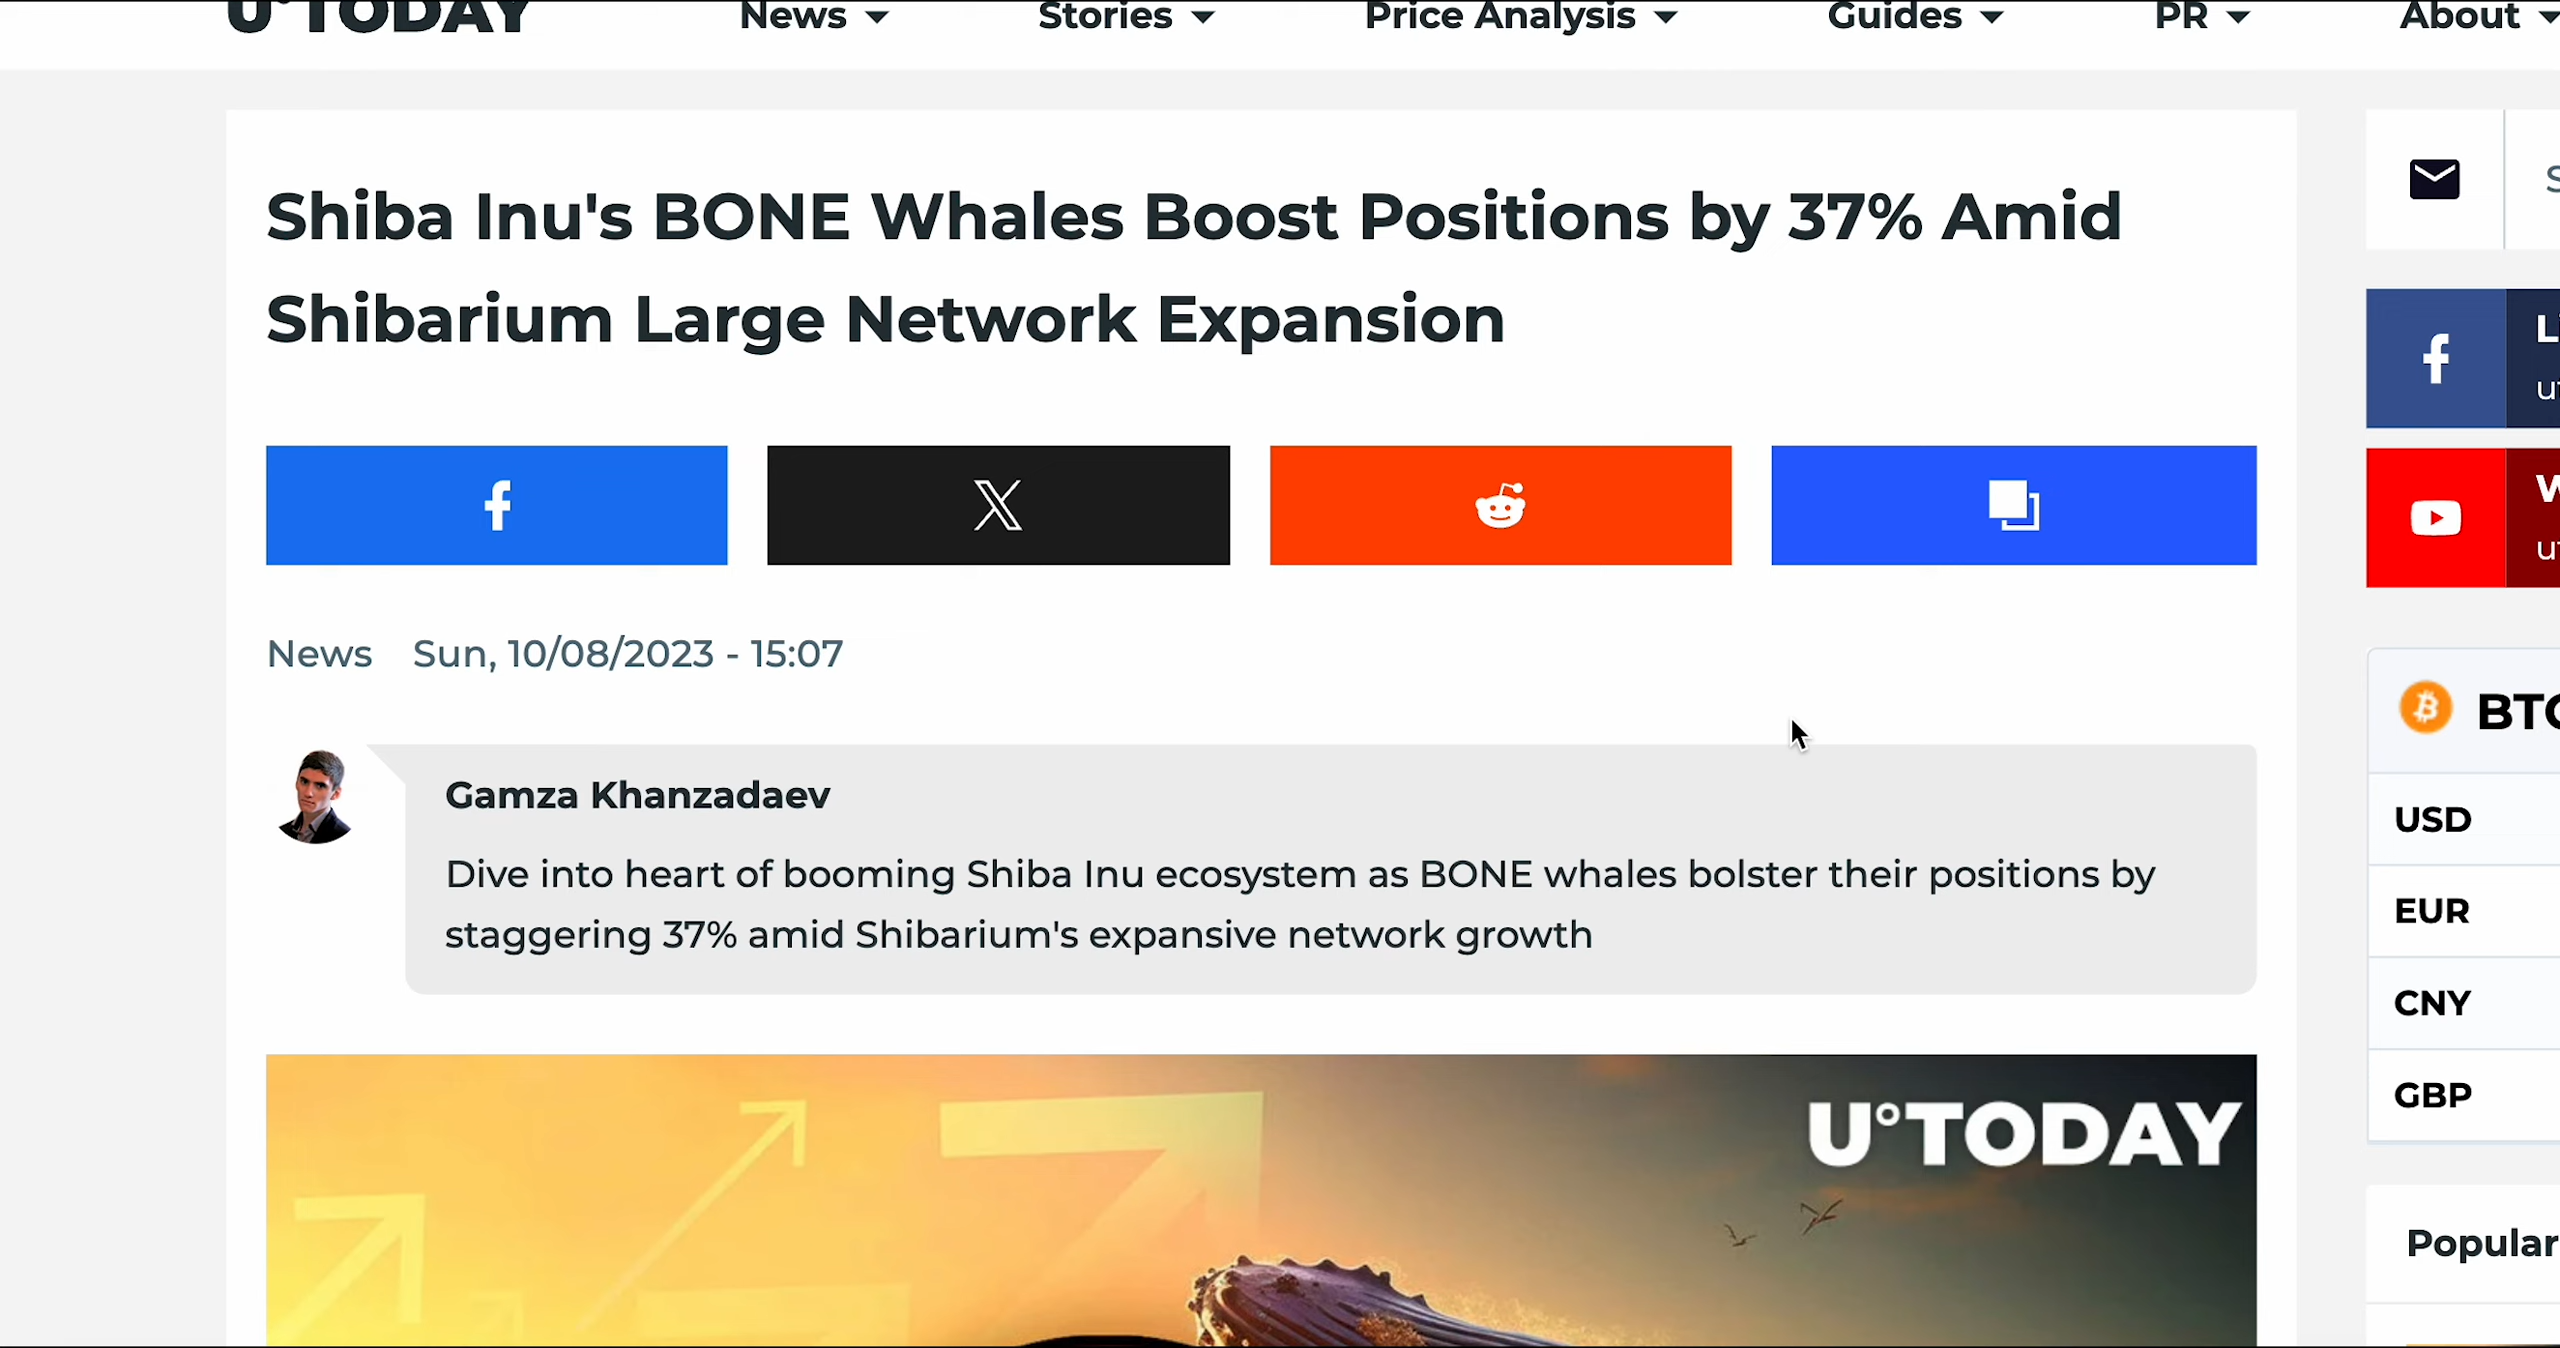 U°TODAY
News
Stories
Price Analysis
Guides
PR
About
Shiba Inu's BONE Whales Boost Positions by 37% Amid
Shibarium Large Network Expansion
News Sun, 10/08/2023 - 15:07
Gamza Khanzadaev
Dive into heart of booming Shiba Inu ecosystem as BONE whales bolster their positions by
staggering 37% amid Shibarium's expansive network growth
U°TODAY
USD
EUR
CNY
GBP
Popular